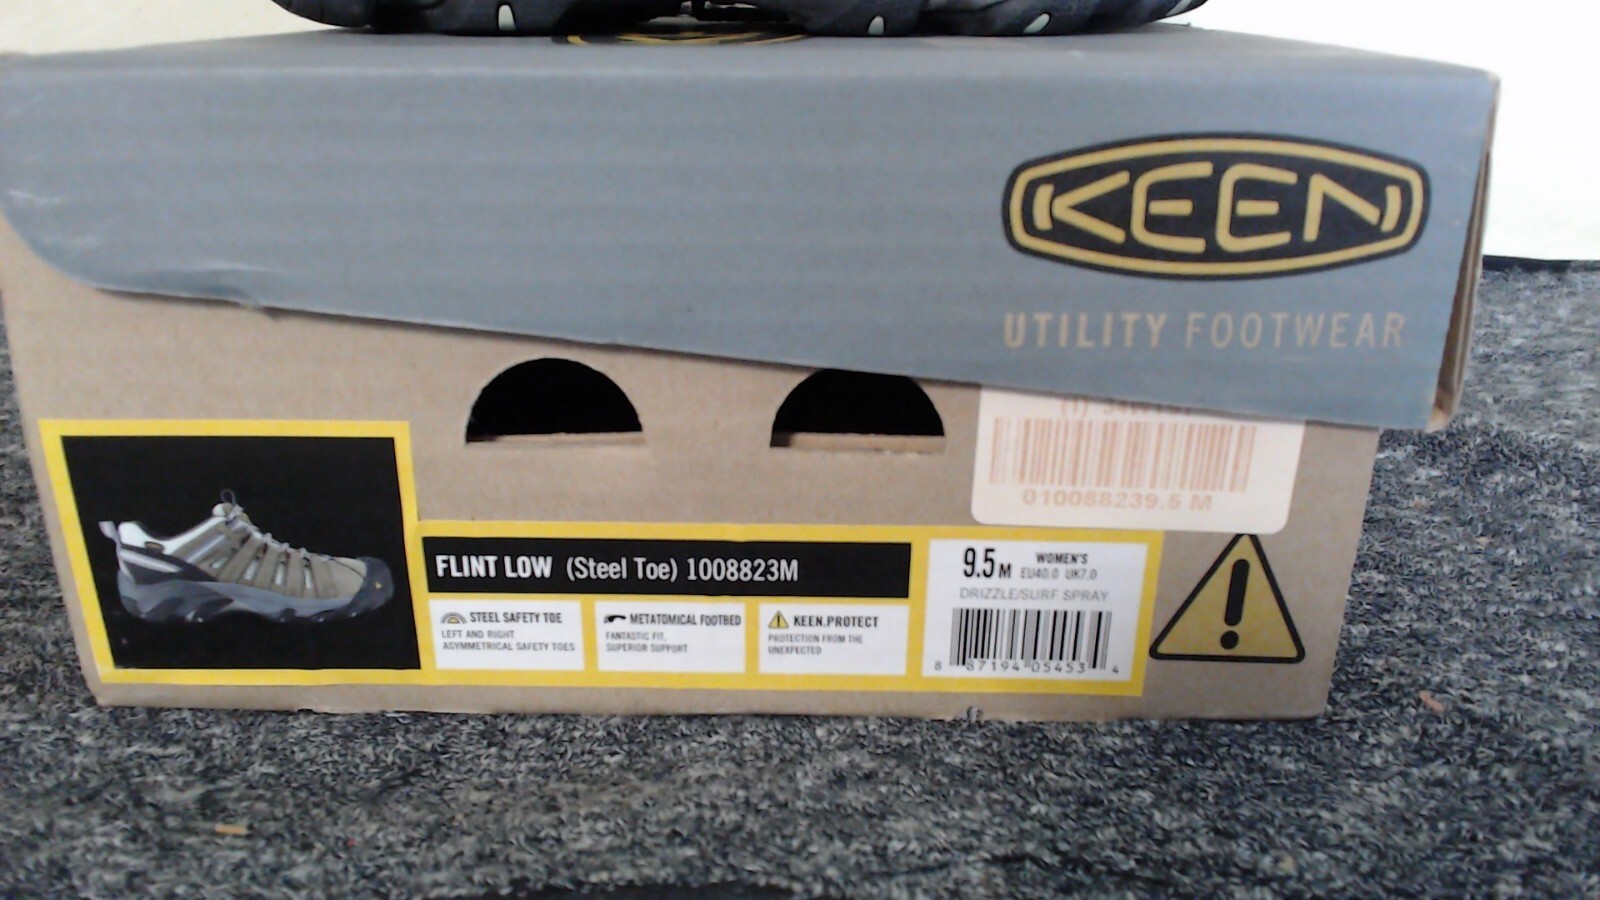 KEEN
UTILITY FOOTWEAR
010088239.5 M
FLINT LOW (Steel Toe) 1008823M
STEEL SAFETY TOE
LEFT AND RIGHT
ASYMMETRICAL SAFETY TOES
METATOMICAL FOOTBED
FANTASTIC FIT,
SUPERIOR SUPPORT
KEEN.PROTECT
PROTECTION FROM THE
UNEXPECTED
9.5 M WOMEN'S
EU40.0 UK7.0
DRIZZLE/SURF SPRAY
8 87194 05453 4